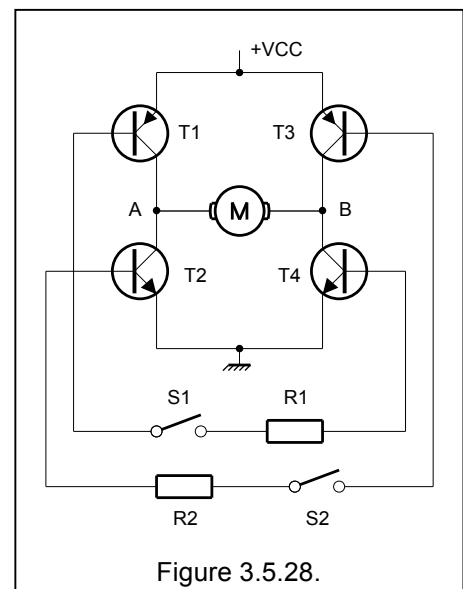 +VCC
T1 T3
A M B
T2 T4
S1 R1
R2 S2
Figure 3.5.28.